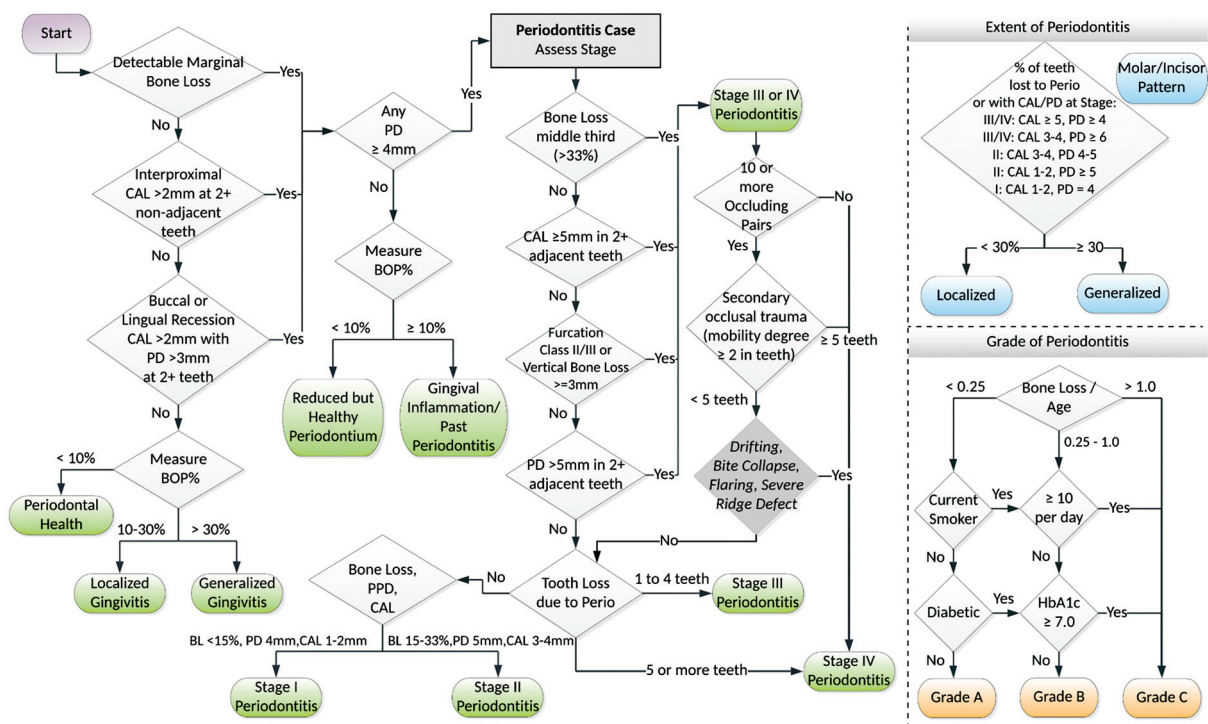 Start
Detectable Marginal
Bone Loss
Yes
No
Interproximal
CAL >2mm at 2+
non-adjacent
teeth
Yes
No
Buccal or
Lingual Recession
CAL >2mm with
PD >3mm
at 2+ teeth
Yes
No
Measure
BOP%
< 10%
Periodontal
Health
10-30%
> 30%
Localized
Gingivitis
Generalized
Gingivitis
Any
PD
≥ 4mm
Yes
No
Measure
BOP%
< 10%
≥ 10%
Reduced but
Healthy
Periodontium
Gingival
Inflammation/
Past
Periodontitis
Periodontitis Case
Assess Stage
Bone Loss
middle third
(>33%)
Yes
No
CAL ≥5mm in 2+
adjacent teeth
Yes
No
Furcation
Class II/III or
Vertical Bone Loss
>=3mm
Yes
No
PD >5mm in 2+
adjacent teeth
Yes
No
Tooth Loss
due to Perio
No
1 to 4 teeth
5 or more teeth
Bone Loss,
PPD,
CAL
BL <15%, PD 4mm,CAL 1-2mm
BL 15-33%,PD 5mm,CAL 3-4mm
Stage I
Periodontitis
Stage II
Periodontitis
Stage III or IV
Periodontitis
10 or
more
Occluding
Pairs
No
Yes
Secondary
occlusal trauma
(mobility degree
≥ 2 in teeth)
≥ 5 teeth
< 5 teeth
Drifting,
Bite Collapse,
Flaring, Severe
Ridge Defect
Yes
No
Stage III
Periodontitis
Stage IV
Periodontitis
Extent of Periodontitis
Molar/Incisor
Pattern
% of teeth
lost to Perio
or with CAL/PD at Stage:
III/IV: CAL ≥ 5, PD ≥ 4
III/IV: CAL 3-4, PD ≥ 6
II: CAL 3-4, PD 4-5
II: CAL 1-2, PD ≥ 5
I: CAL 1-2, PD = 4
< 30%
≥ 30
Localized
Generalized
Grade of Periodontitis
Bone Loss /
Age
< 0.25
> 1.0
0.25 - 1.0
Current
Smoker
Yes
≥ 10
per day
Yes
No
No
Diabetic
Yes
HbA1c
≥ 7.0
Yes
No
No
Grade A
Grade B
Grade C